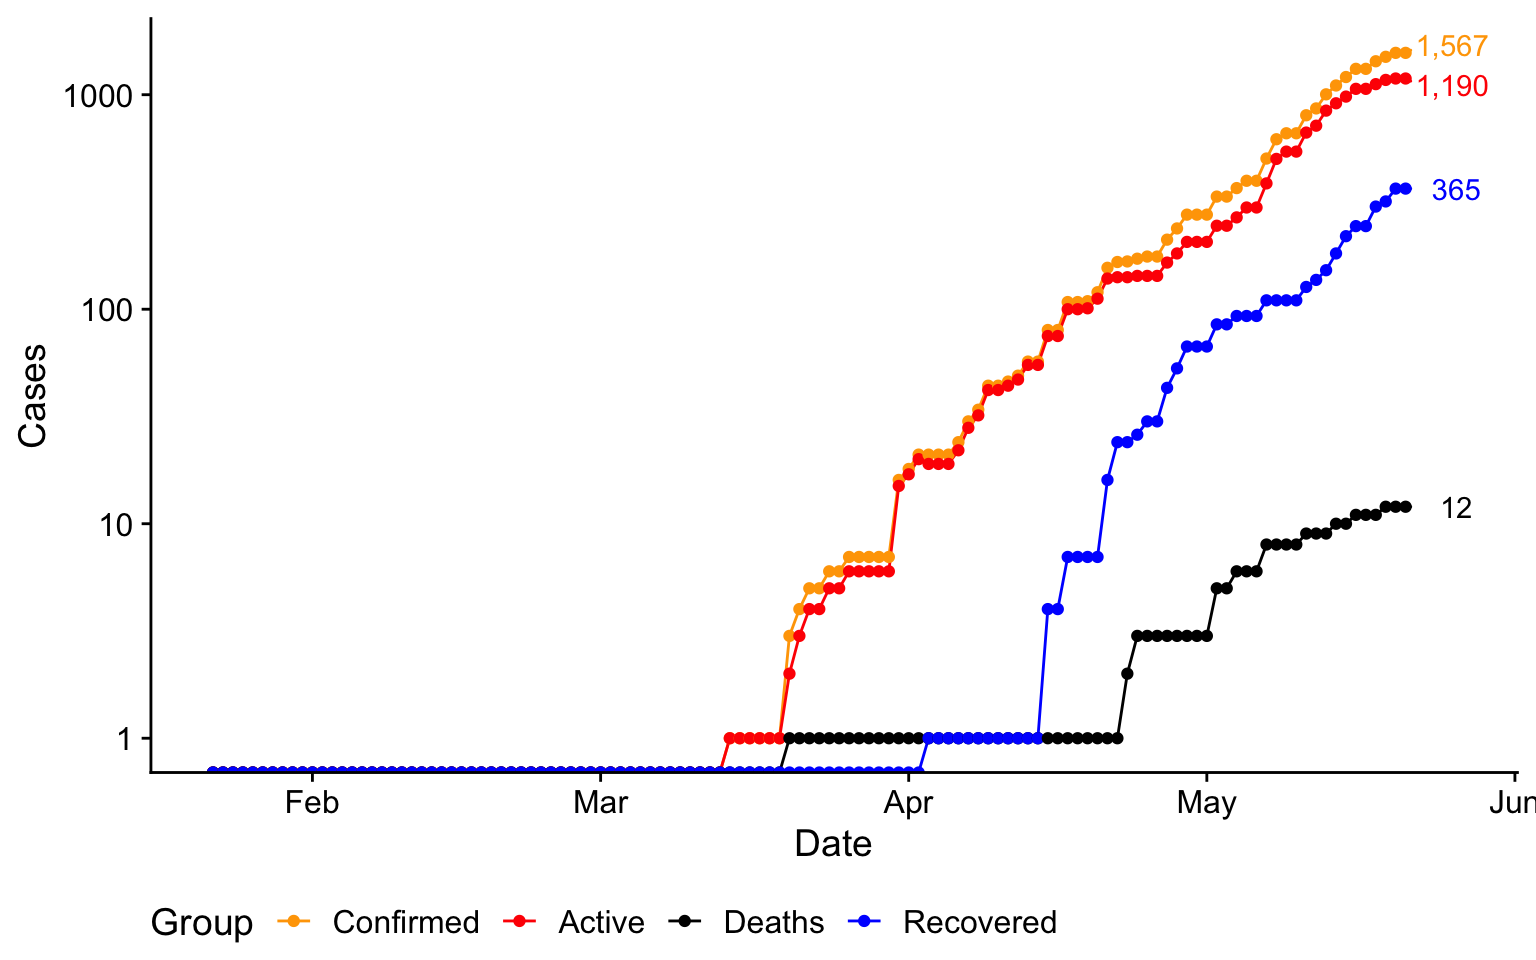 1,567
1,190
365
12
1000
100
10
1
Cases
Feb Mar Apr May Jun
Date
Group Confirmed Active Deaths Recovered